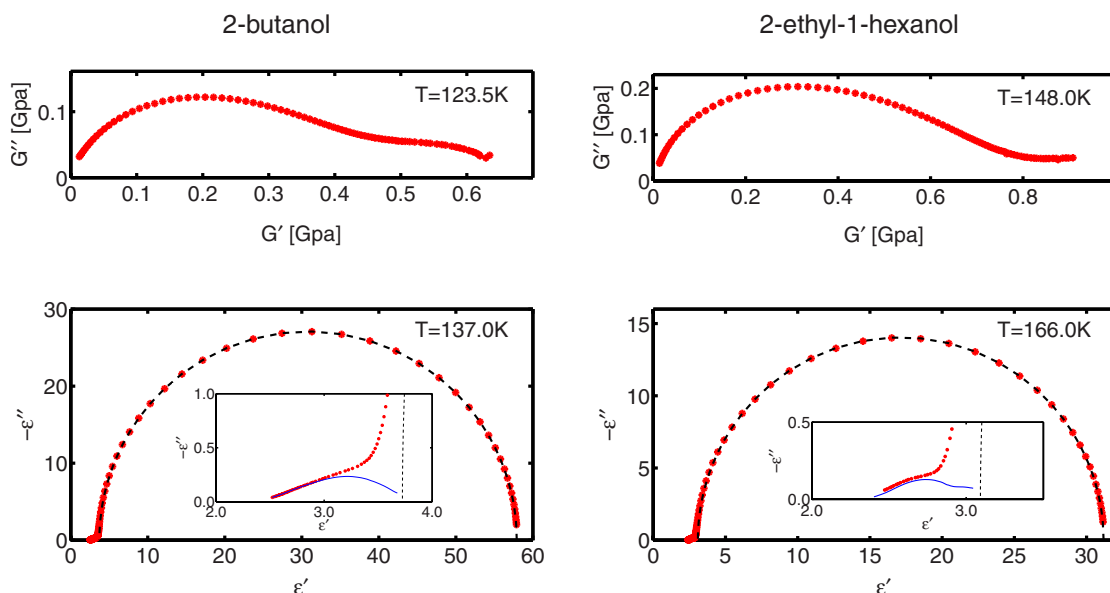 2-butanol
2-ethyl-1-hexanol
G″ [Gpa]
0.1
0
T=123.5K
0 0.1 0.2 0.3 0.4 0.5 0.6
G′ [Gpa]
G″ [Gpa]
0.2
0.1
0
T=148.0K
0 0.2 0.4 0.6 0.8
G′ [Gpa]
-ε″
30
20
10
0
T=137.0K
-ε″
1.0
0.5
0.0
2.0 3.0 4.0
ε′
0 10 20 30 40 50 60
ε′
-ε″
15
10
5
0
T=166.0K
-ε″
0.5
0.0
2.0 3.0
ε′
0 5 10 15 20 25 30
ε′